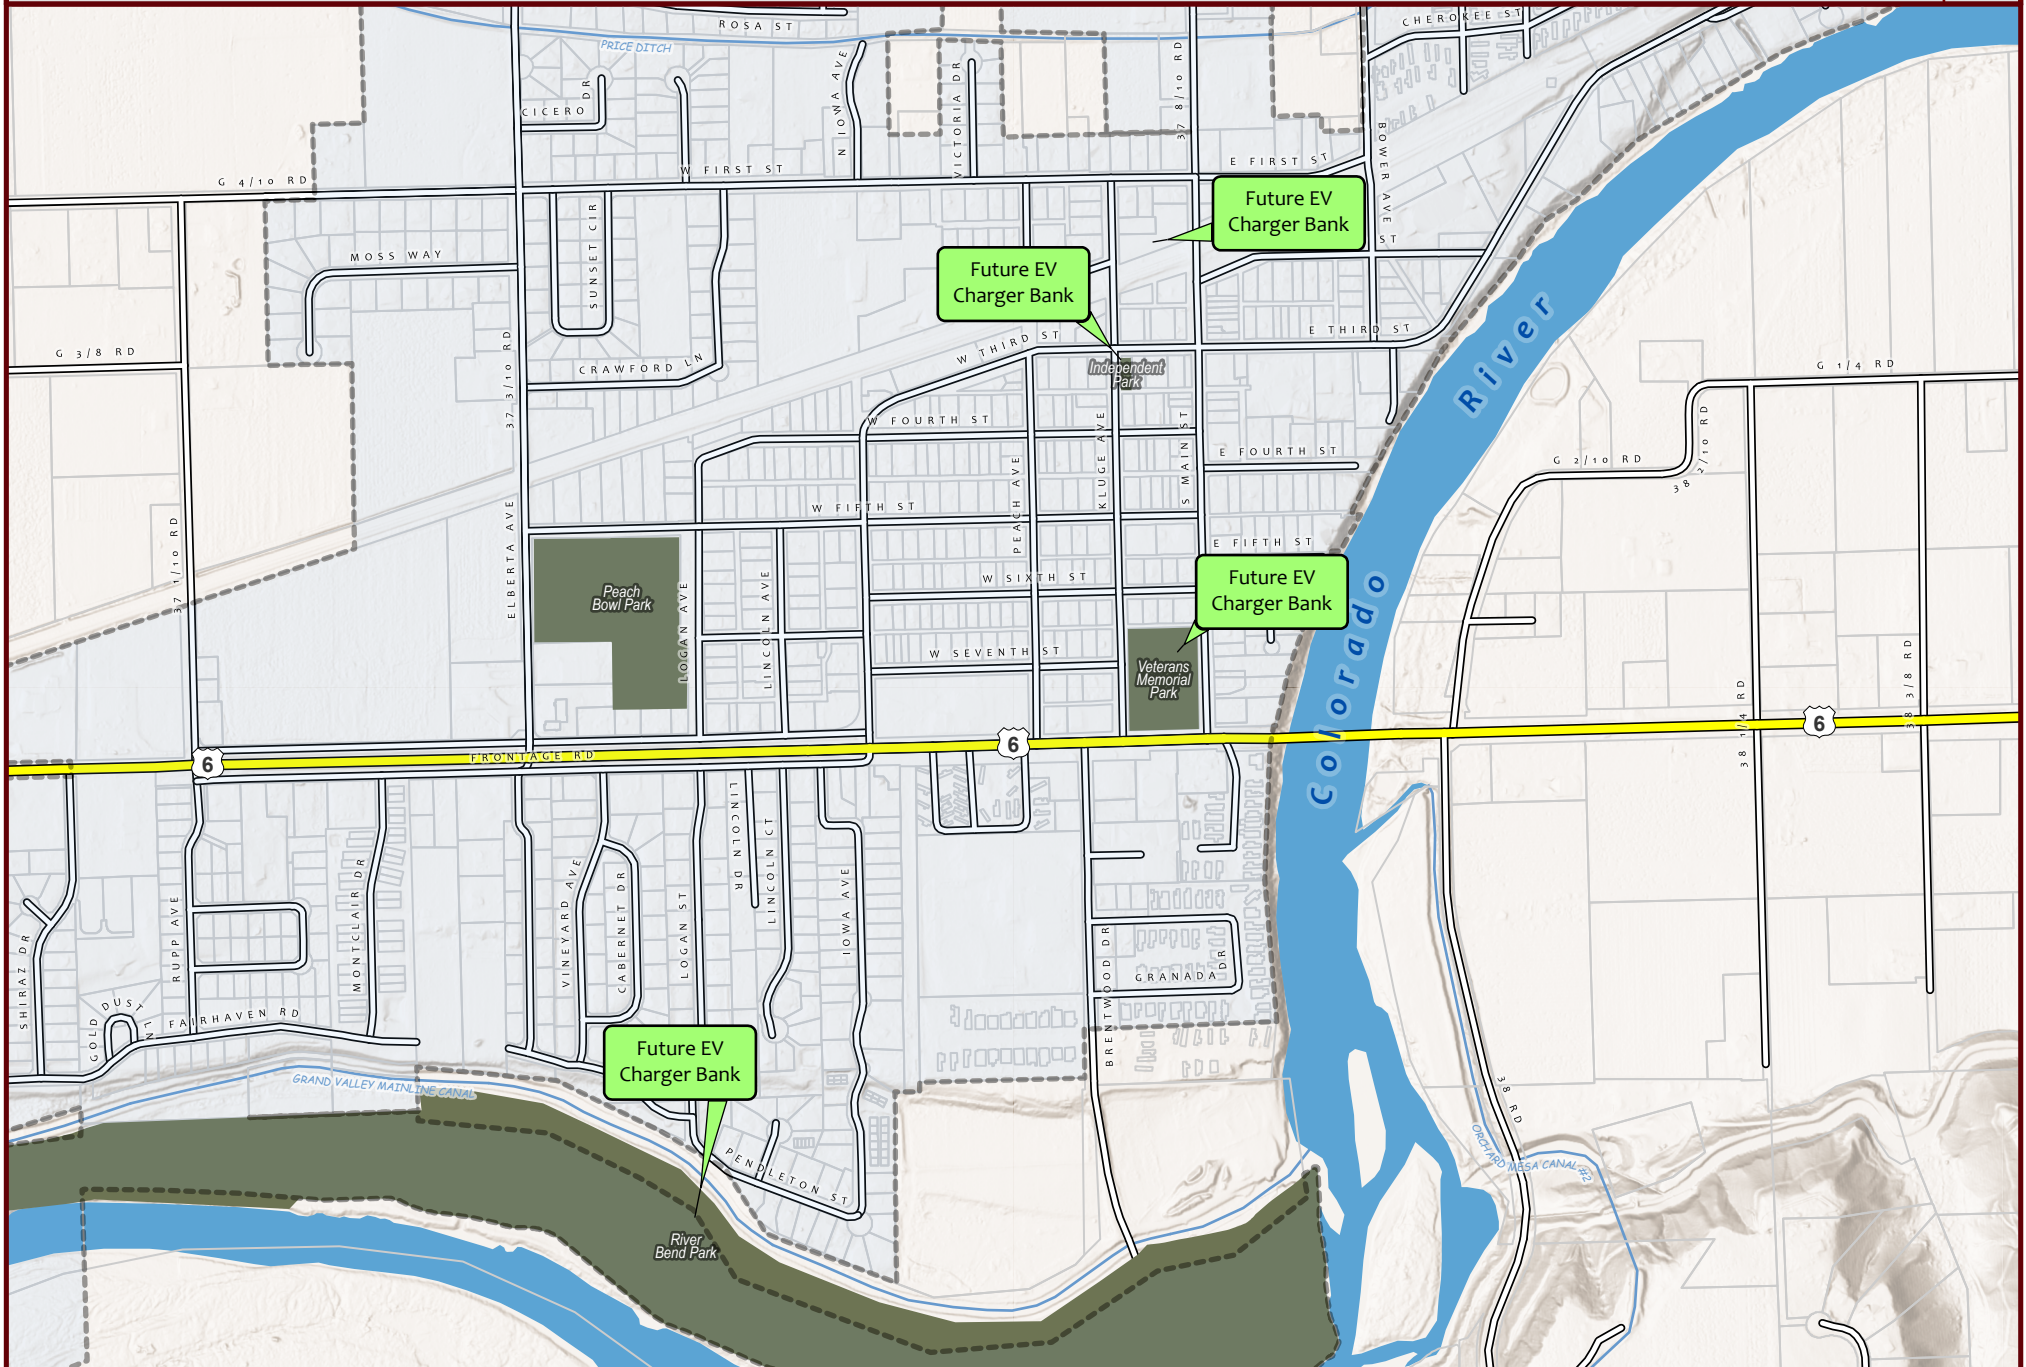 ROSA ST
CHEROKEE ST
PRICE DITCH
N IOWA AVE
VICTORIA DR
37 8/10 RD
CICERO DR
BOWER AVE
W FIRST ST
E FIRST ST
G 4/10 RD
Future EV
Charger Bank
ST
MOSS WAY
SUNSET CIR
Future EV
Charger Bank
River
E THIRD ST
W THIRD ST
G 3/8 RD
37 3/10 RD
CRAWFORD LN
Independent
Park
G 1/4 RD
W FOURTH ST
KLUGE AVE
S MAIN ST
E FOURTH ST
G 2/10 RD
38 2/10 RD
PEACH AVE
W FIFTH ST
ELBERTA AVE
37 1/10 RD
E FIFTH ST
Future EV
Charger Bank
W SIXTH ST
Peach
Bowl Park
LOGAN AVE
LINCOLN AVE
Colorado
W SEVENTH ST
Veterans
Memorial
Park
38 1/4 RD
38 3/8 RD
6
6
6
FRONTAGE RD
LINCOLN DR
LINCOLN CT
IOWA AVE
VINEYARD AVE
CABERNET DR
LOGAN ST
MONTCLAIR DR
RUPP AVE
SHIRAZ DR
GOLD DUST LN
FAIRHAVEN RD
BRENTWOOD DR
GRANADA DR
Future EV
Charger Bank
GRAND VALLEY MAINLINE CANAL
38 RD
ORCHARD MESA CANAL #2
PENDLETON ST
River
Bend Park